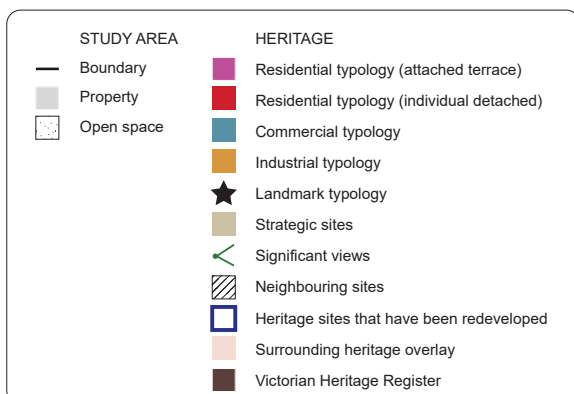 STUDY AREA
Boundary
Property
Open space
HERITAGE
Residential typology (attached terrace)
Residential typology (individual detached)
Commercial typology
Industrial typology
Landmark typology
Strategic sites
Significant views
Neighbouring sites
Heritage sites that have been redeveloped
Surrounding heritage overlay
Victorian Heritage Register